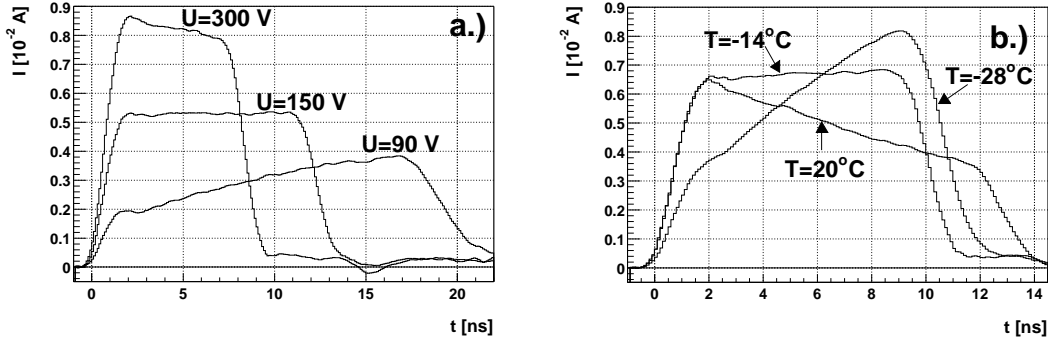 I [10⁻² A]
0.9
0.8
0.7
0.6
0.5
0.4
0.3
0.2
0.1
0
0 5 10 15 20
t [ns]
a.)
U=300 V
U=150 V
U=90 V
I [10⁻² A]
0.9
0.8
0.7
0.6
0.5
0.4
0.3
0.2
0.1
0
0 2 4 6 8 10 12 14
t [ns]
b.)
T=-14°C
T=-28°C
T=20°C